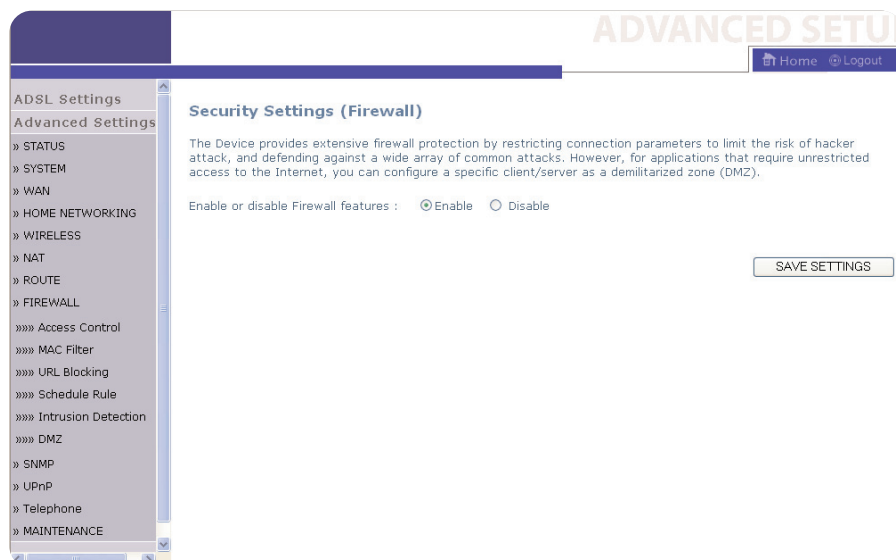 ADVANCED SETU
Home Logout
ADSL Settings
Advanced Settings
» STATUS
» SYSTEM
» WAN
» HOME NETWORKING
» WIRELESS
» NAT
» ROUTE
» FIREWALL
»»» Access Control
»»» MAC Filter
»»» URL Blocking
»»» Schedule Rule
»»» Intrusion Detection
»»» DMZ
» SNMP
» UPnP
» Telephone
» MAINTENANCE
Security Settings (Firewall)
The Device provides extensive firewall protection by restricting connection parameters to limit the risk of hacker
attack, and defending against a wide array of common attacks. However, for applications that require unrestricted
access to the Internet, you can configure a specific client/server as a demilitarized zone (DMZ).
Enable or disable Firewall features : Enable Disable
SAVE SETTINGS